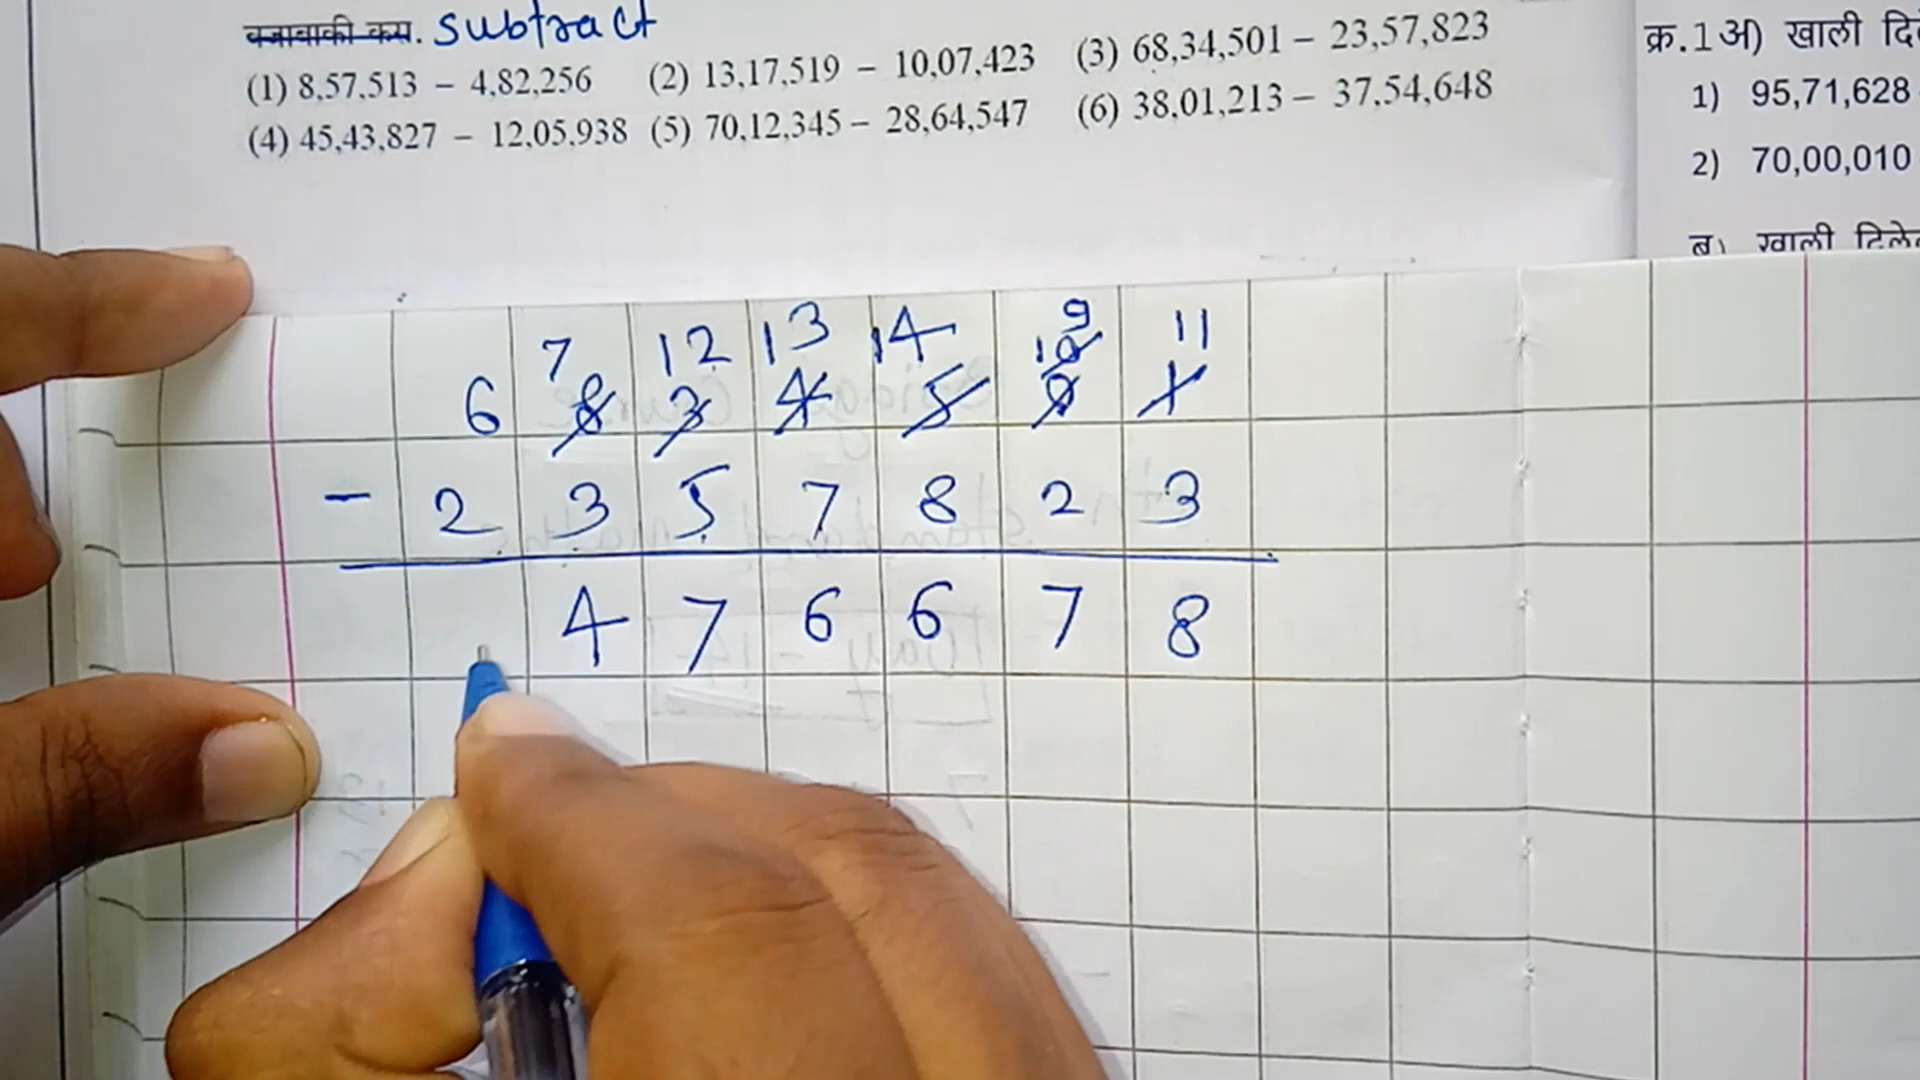 वजाबाकी करा. subtract
(1) 8,57,513 – 4,82,256 (2) 13,17,519 – 10,07,423 (3) 68,34,501 – 23,57,823
(4) 45,43,827 – 12,05,938 (5) 70,12,345 – 28,64,547 (6) 38,01,213 – 37,54,648
क्र.1अ) खाली
1) 95,71,628
2) 70,00,010
ब) खाली
9
7 12 13 14 10 11
6 8 3 4 5 0 1
- 2 3 5 7 8 2 3
4 7 6 6 7 8